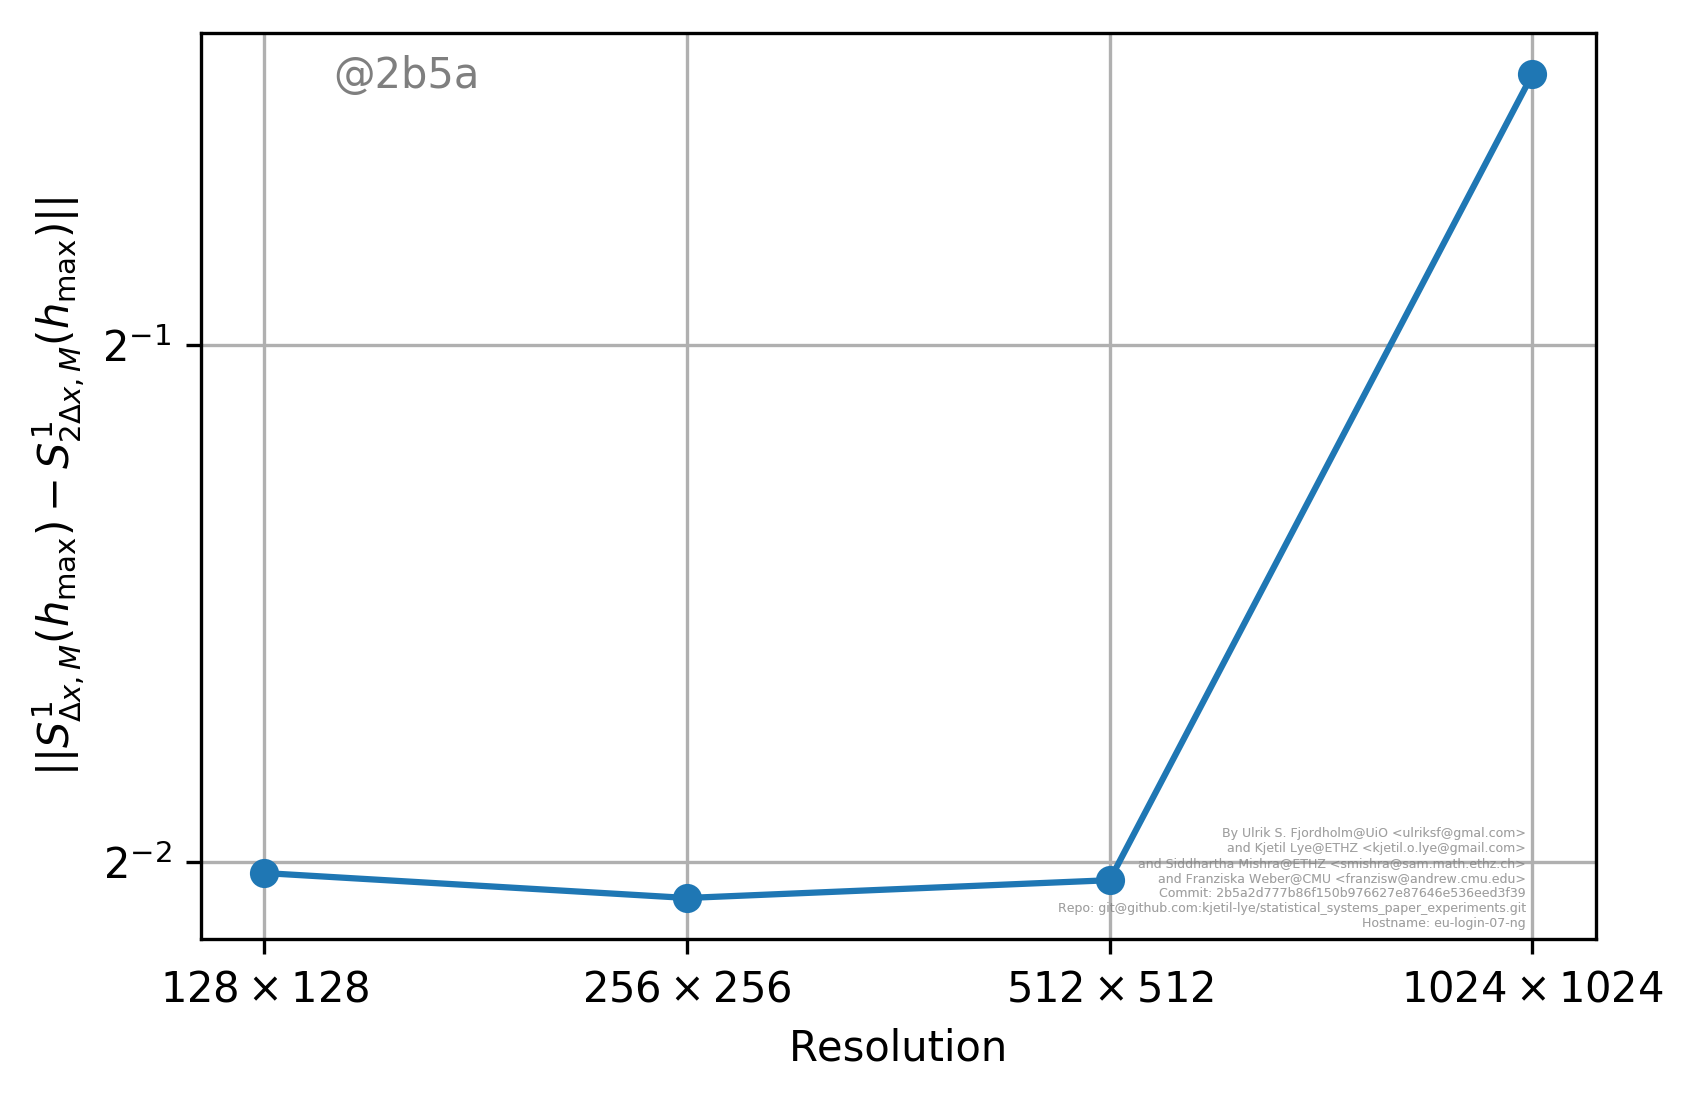 @2b5a
||S^1_{Δx,M}(h_max) − S^1_{2Δx,M}(h_max)||
2^{−1}
2^{−2}
By Ulrik S. Fjordholm@UiO <ulriksf@gmal.com>
and Kjetil Lye@ETHZ <kjetil.o.lye@gmail.com>
and Siddhartha Mishra@ETHZ <smishra@sam.math.ethz.ch>
and Franziska Weber@CMU <franzisw@andrew.cmu.edu>
Commit: 2b5a2d777b86f150b976627e87646e536eed3f39
Repo: git@github.com:kjetil-lye/statistical_systems_paper_experiments.git
Hostname: eu-login-07-ng
128 × 128 256 × 256 512 × 512 1024 × 1024
Resolution